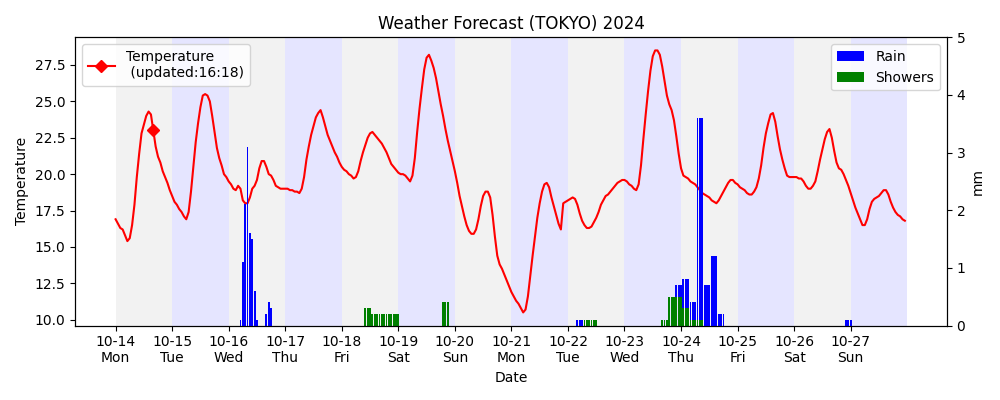 Weather Forecast (TOKYO) 2024
Temperature
(updated:16:18)
Rain
Showers
Temperature
27.5
25.0
22.5
20.0
17.5
15.0
12.5
10.0
5
4
3
2
1
0
mm
10-14 10-15 10-16 10-17 10-18 10-19 10-20 10-21 10-22 10-23 10-24 10-25 10-26 10-27
Mon Tue Wed Thu Fri Sat Sun Mon Tue Wed Thu Fri Sat Sun
Date